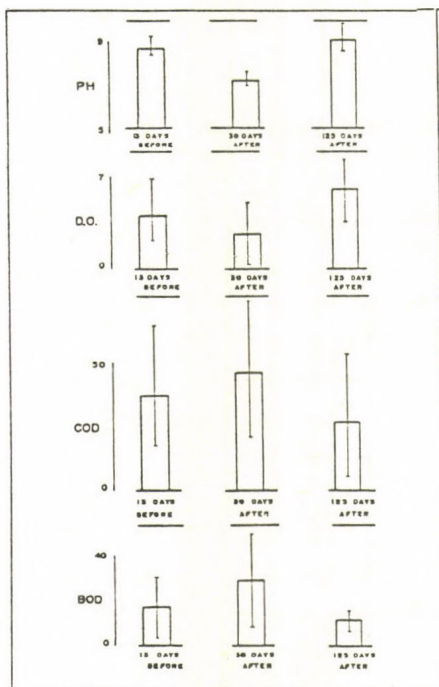 9
PH
5
13 DAYS 30 DAYS 123 DAYS
BEFORE AFTER AFTER
7
D.O.
0
13 DAYS 30 DAYS 123 DAYS
BEFORE AFTER AFTER
50
COD
0
13 DAYS 30 DAYS 123 DAYS
BEFORE AFTER AFTER
40
BOD
0
13 DAYS 30 DAYS 123 DAYS
BEFORE AFTER AFTER